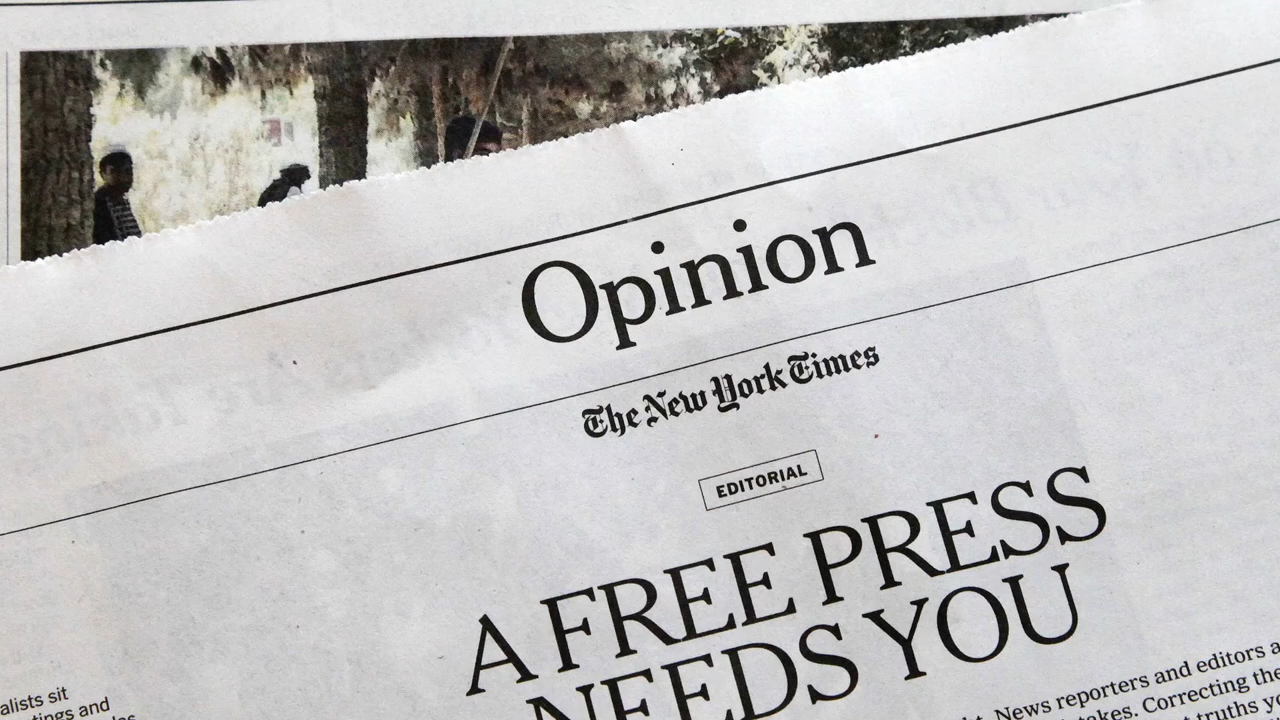 Opinion
The New York Times
EDITORIAL
A FREE PRESS
NEEDS YOU
alists sit
tings and
News reporters and editors a
takes. Correcting the
truths y